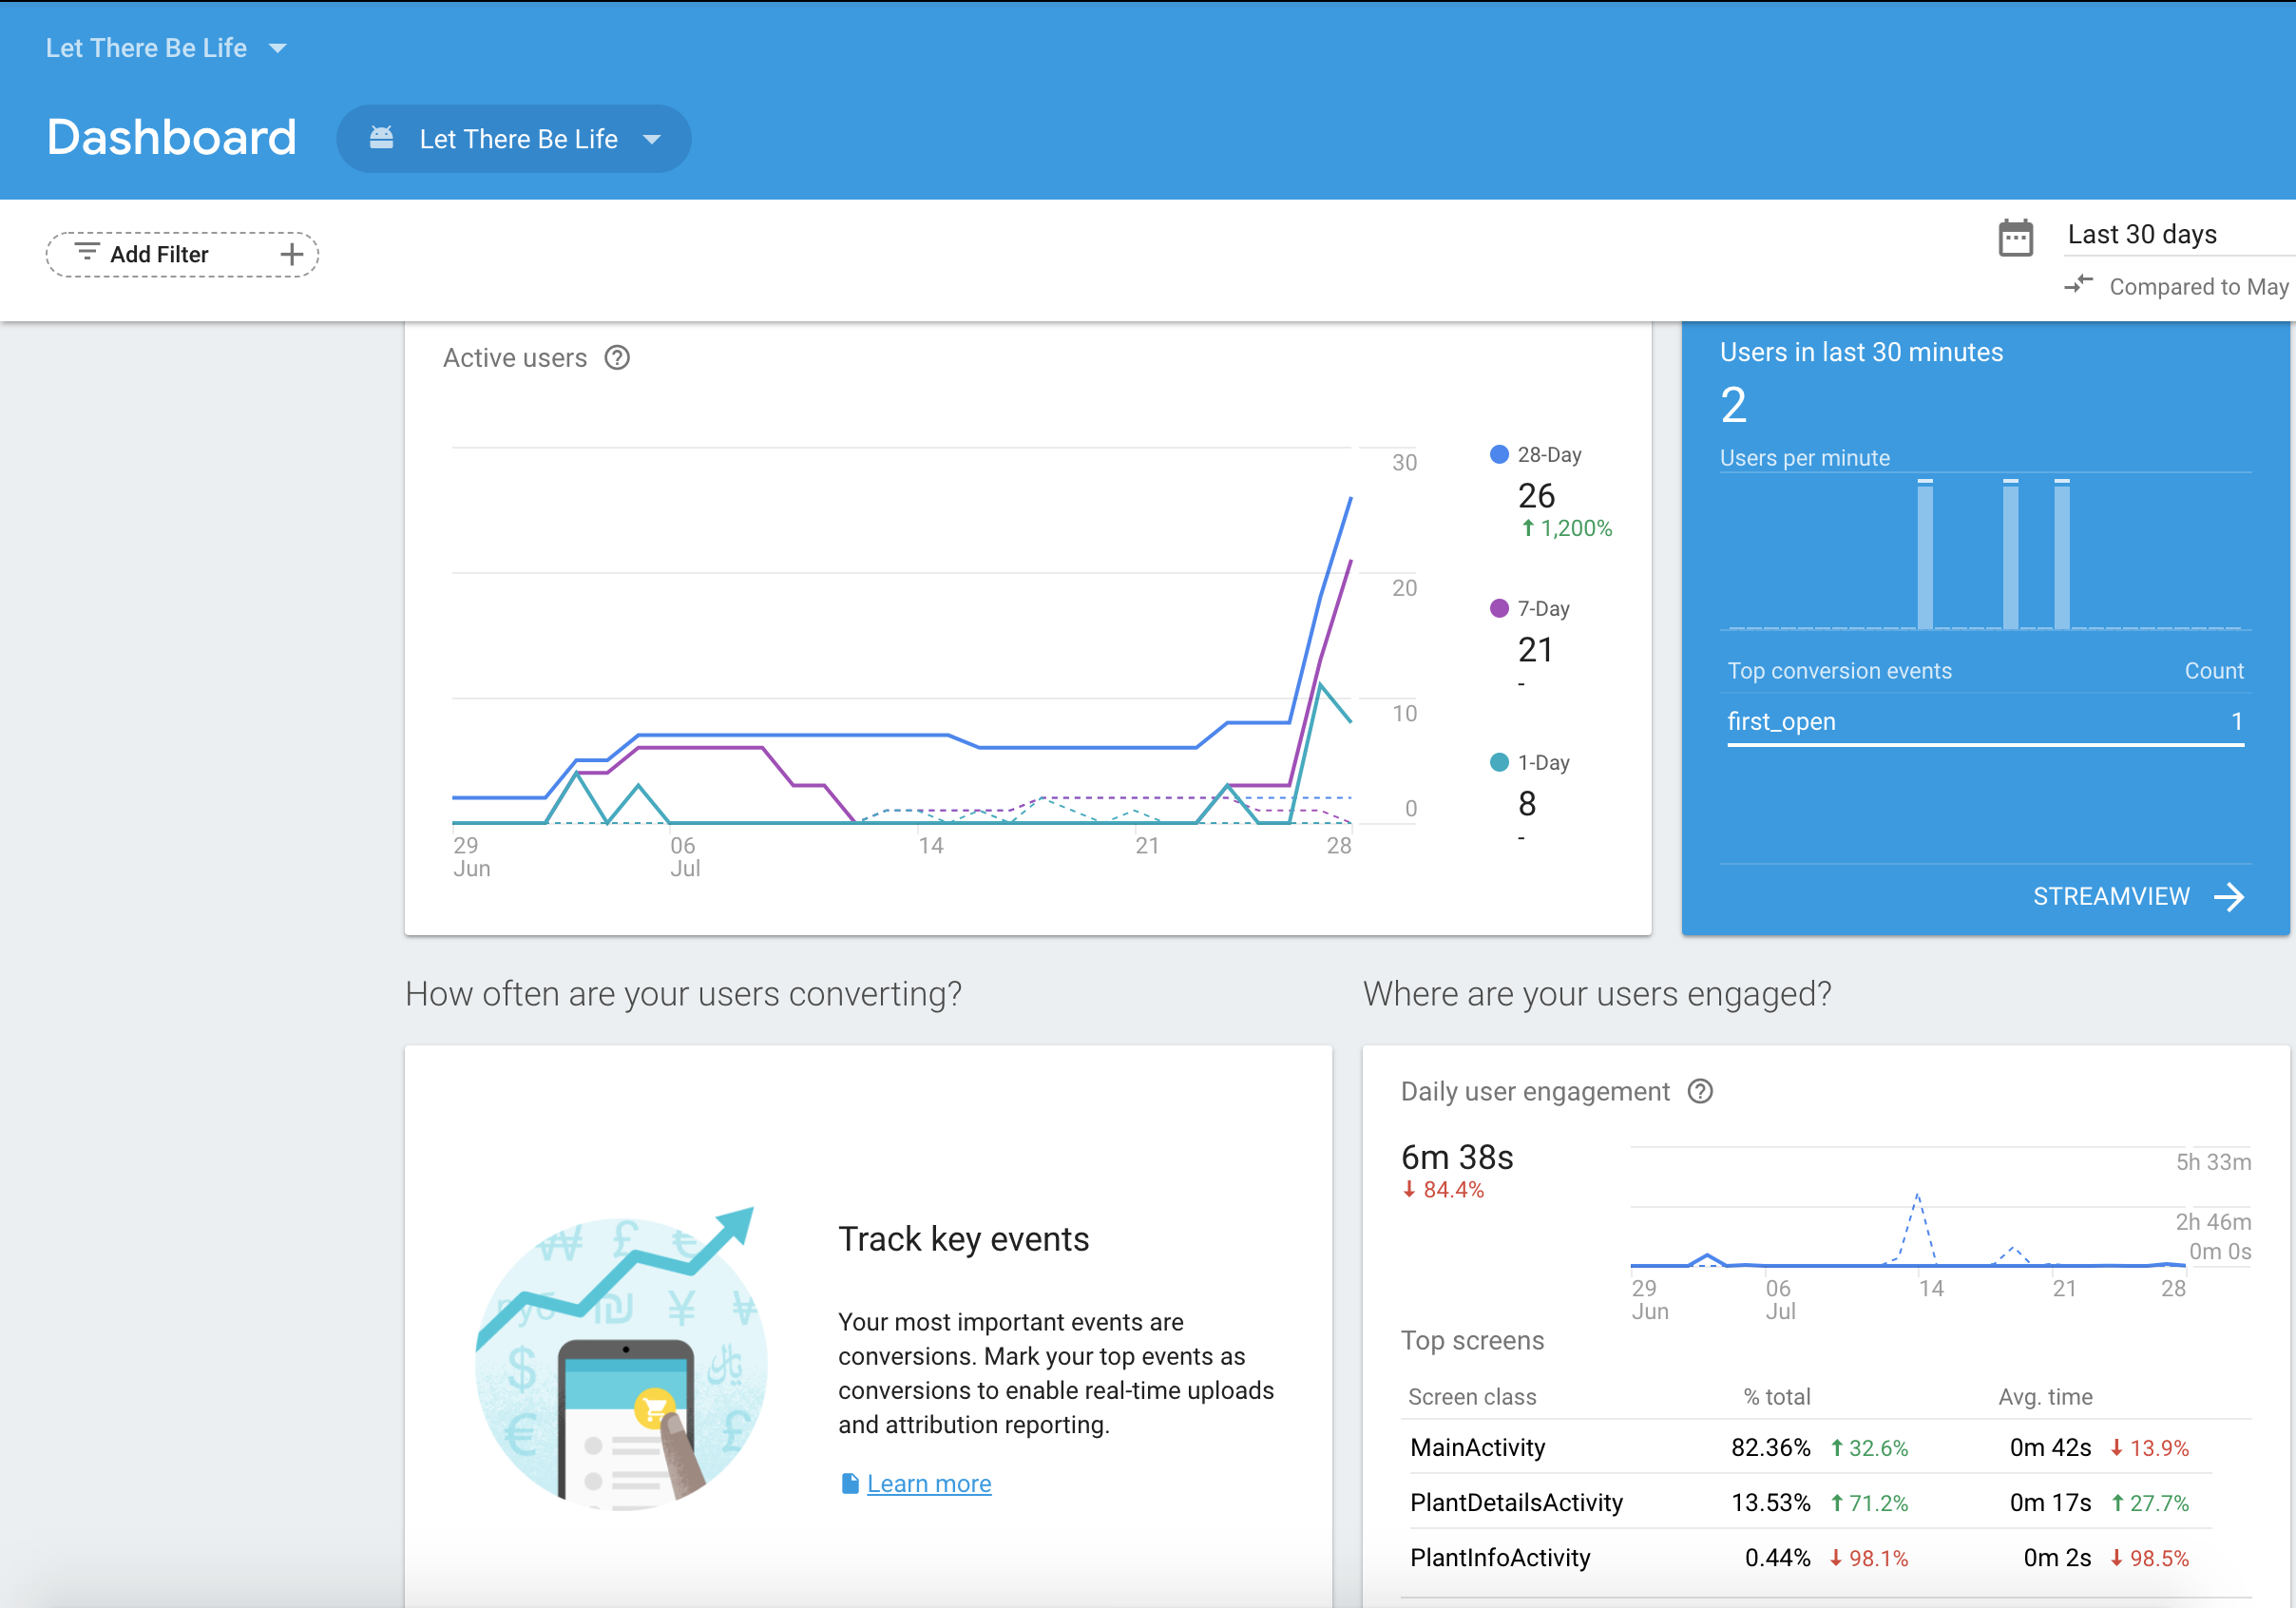 Let There Be Life
Dashboard
Let There Be Life
Add Filter
Last 30 days
Compared to May
Active users
30
20
10
0
29
Jun
06
Jul
14
21
28
28-Day
26
1,200%
7-Day
21
-
1-Day
8
-
Users in last 30 minutes
2
Users per minute
Top conversion events Count
first_open 1
STREAMVIEW
How often are your users converting?
Track key events
Your most important events are
conversions. Mark your top events as
conversions to enable real-time uploads
and attribution reporting.
Learn more
Where are your users engaged?
Daily user engagement
6m 38s
84.4%
5h 33m
2h 46m
0m 0s
29
Jun
06
Jul
14
21
28
Top screens
Screen class % total Avg. time
MainActivity 82.36% 32.6% 0m 42s 13.9%
PlantDetailsActivity 13.53% 71.2% 0m 17s 27.7%
PlantInfoActivity 0.44% 98.1% 0m 2s 98.5%